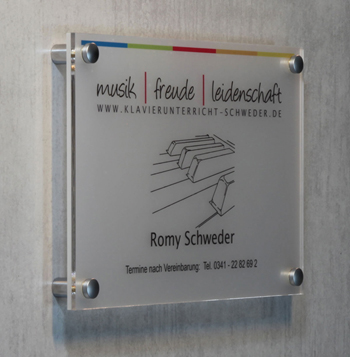 musik | freude | leidenschaft
WWW.KLAVIERUNTERRICHT-SCHWEDER.DE
Romy Schweder
Termine nach Vereinbarung: Tel. 0341 - 22 82 69 2